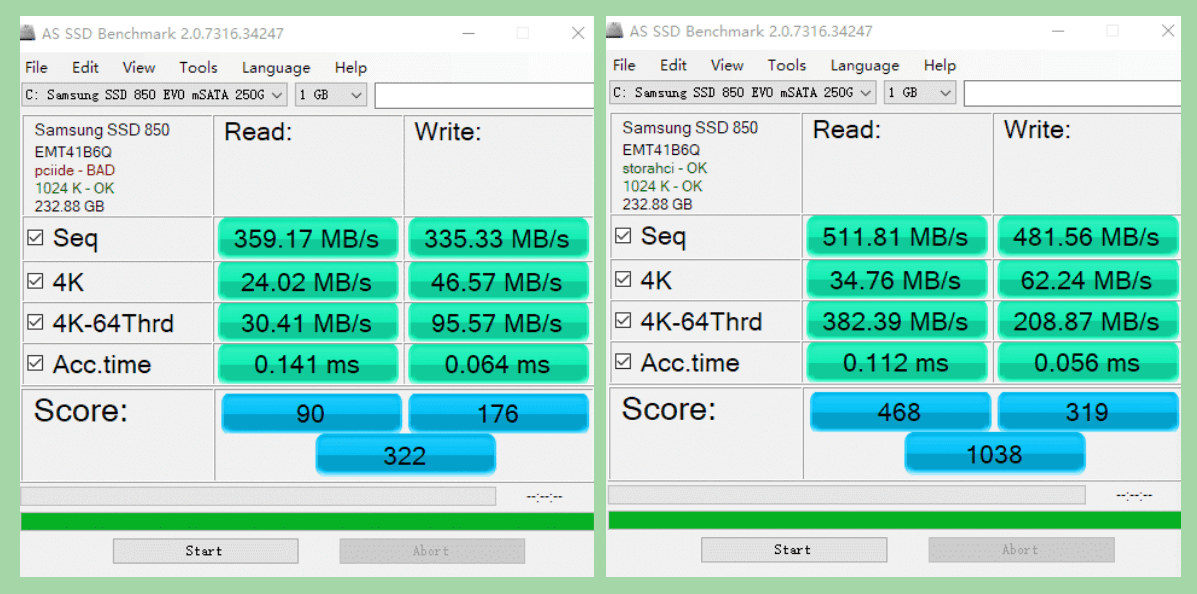 AS SSD Benchmark 2.0.7316.34247
File Edit View Tools Language Help
C: Samsung SSD 850 EVO mSATA 250G 1 GB
Samsung SSD 850
EMT41B6Q
pciide - BAD
1024 K - OK
232.88 GB
Read: Write:
Seq 359.17 MB/s 335.33 MB/s
4K 24.02 MB/s 46.57 MB/s
4K-64Thrd 30.41 MB/s 95.57 MB/s
Acc.time 0.141 ms 0.064 ms
Score: 90 176
322
--:--:--
Start Abort
AS SSD Benchmark 2.0.7316.34247
File Edit View Tools Language Help
C: Samsung SSD 850 EVO mSATA 250G 1 GB
Samsung SSD 850
EMT41B6Q
storahci - OK
1024 K - OK
232.88 GB
Read: Write:
Seq 511.81 MB/s 481.56 MB/s
4K 34.76 MB/s 62.24 MB/s
4K-64Thrd 382.39 MB/s 208.87 MB/s
Acc.time 0.112 ms 0.056 ms
Score: 468 319
1038
--:--:--
Start Abort